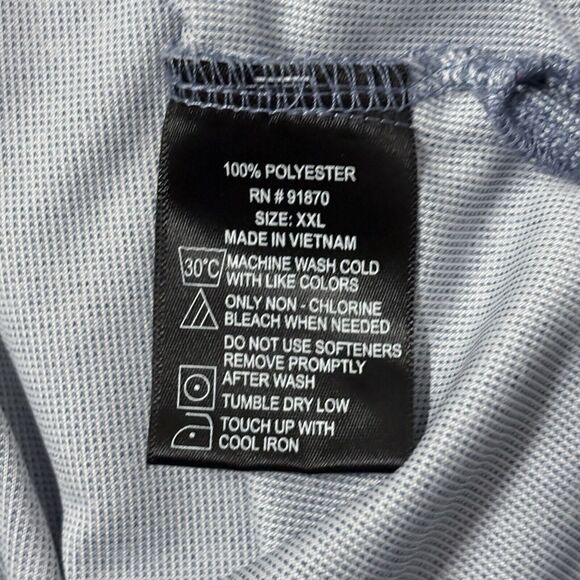 100% POLYESTER
RN # 91870
SIZE: XXL
MADE IN VIETNAM
30°C MACHINE WASH COLD
WITH LIKE COLORS
ONLY NON - CHLORINE
BLEACH WHEN NEEDED
DO NOT USE SOFTENERS
REMOVE PROMPTLY
AFTER WASH
TUMBLE DRY LOW
TOUCH UP WITH
COOL IRON